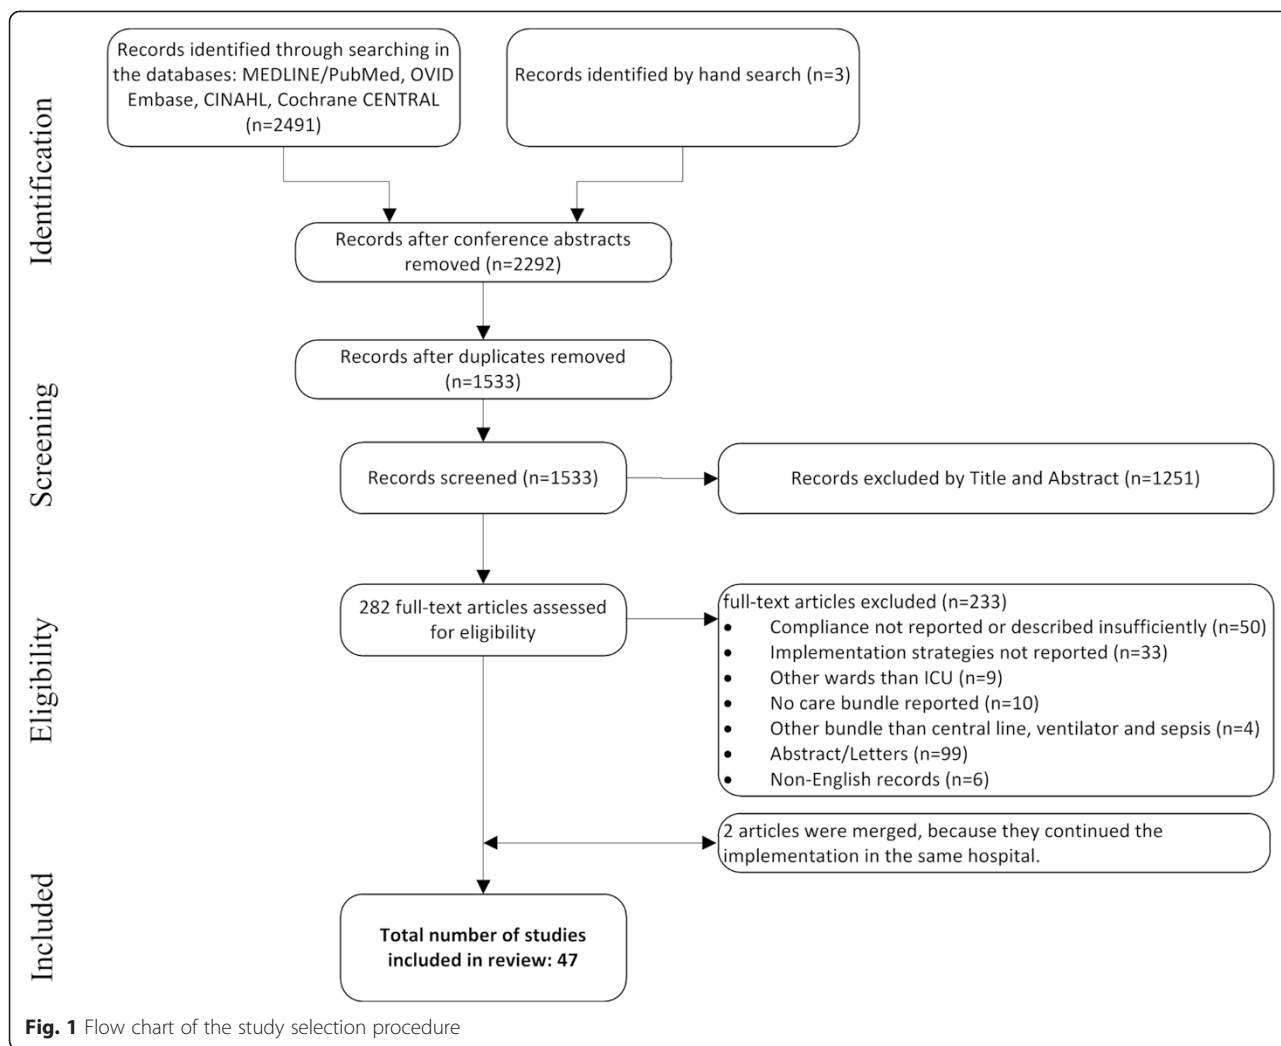 Identification
Records identified through searching in
the databases: MEDLINE/PubMed, OVID
Embase, CINAHL, Cochrane CENTRAL
(n=2491)
Records identified by hand search (n=3)
Records after conference abstracts
removed (n=2292)
Screening
Records after duplicates removed
(n=1533)
Records screened (n=1533)
Records excluded by Title and Abstract (n=1251)
Eligibility
282 full-text articles assessed
for eligibility
full-text articles excluded (n=233)
• Compliance not reported or described insufficiently (n=50)
• Implementation strategies not reported (n=33)
• Other wards than ICU (n=9)
• No care bundle reported (n=10)
• Other bundle than central line, ventilator and sepsis (n=4)
• Abstract/Letters (n=99)
• Non-English records (n=6)
2 articles were merged, because they continued the
implementation in the same hospital.
Included
Total number of studies
included in review: 47
Fig. 1 Flow chart of the study selection procedure